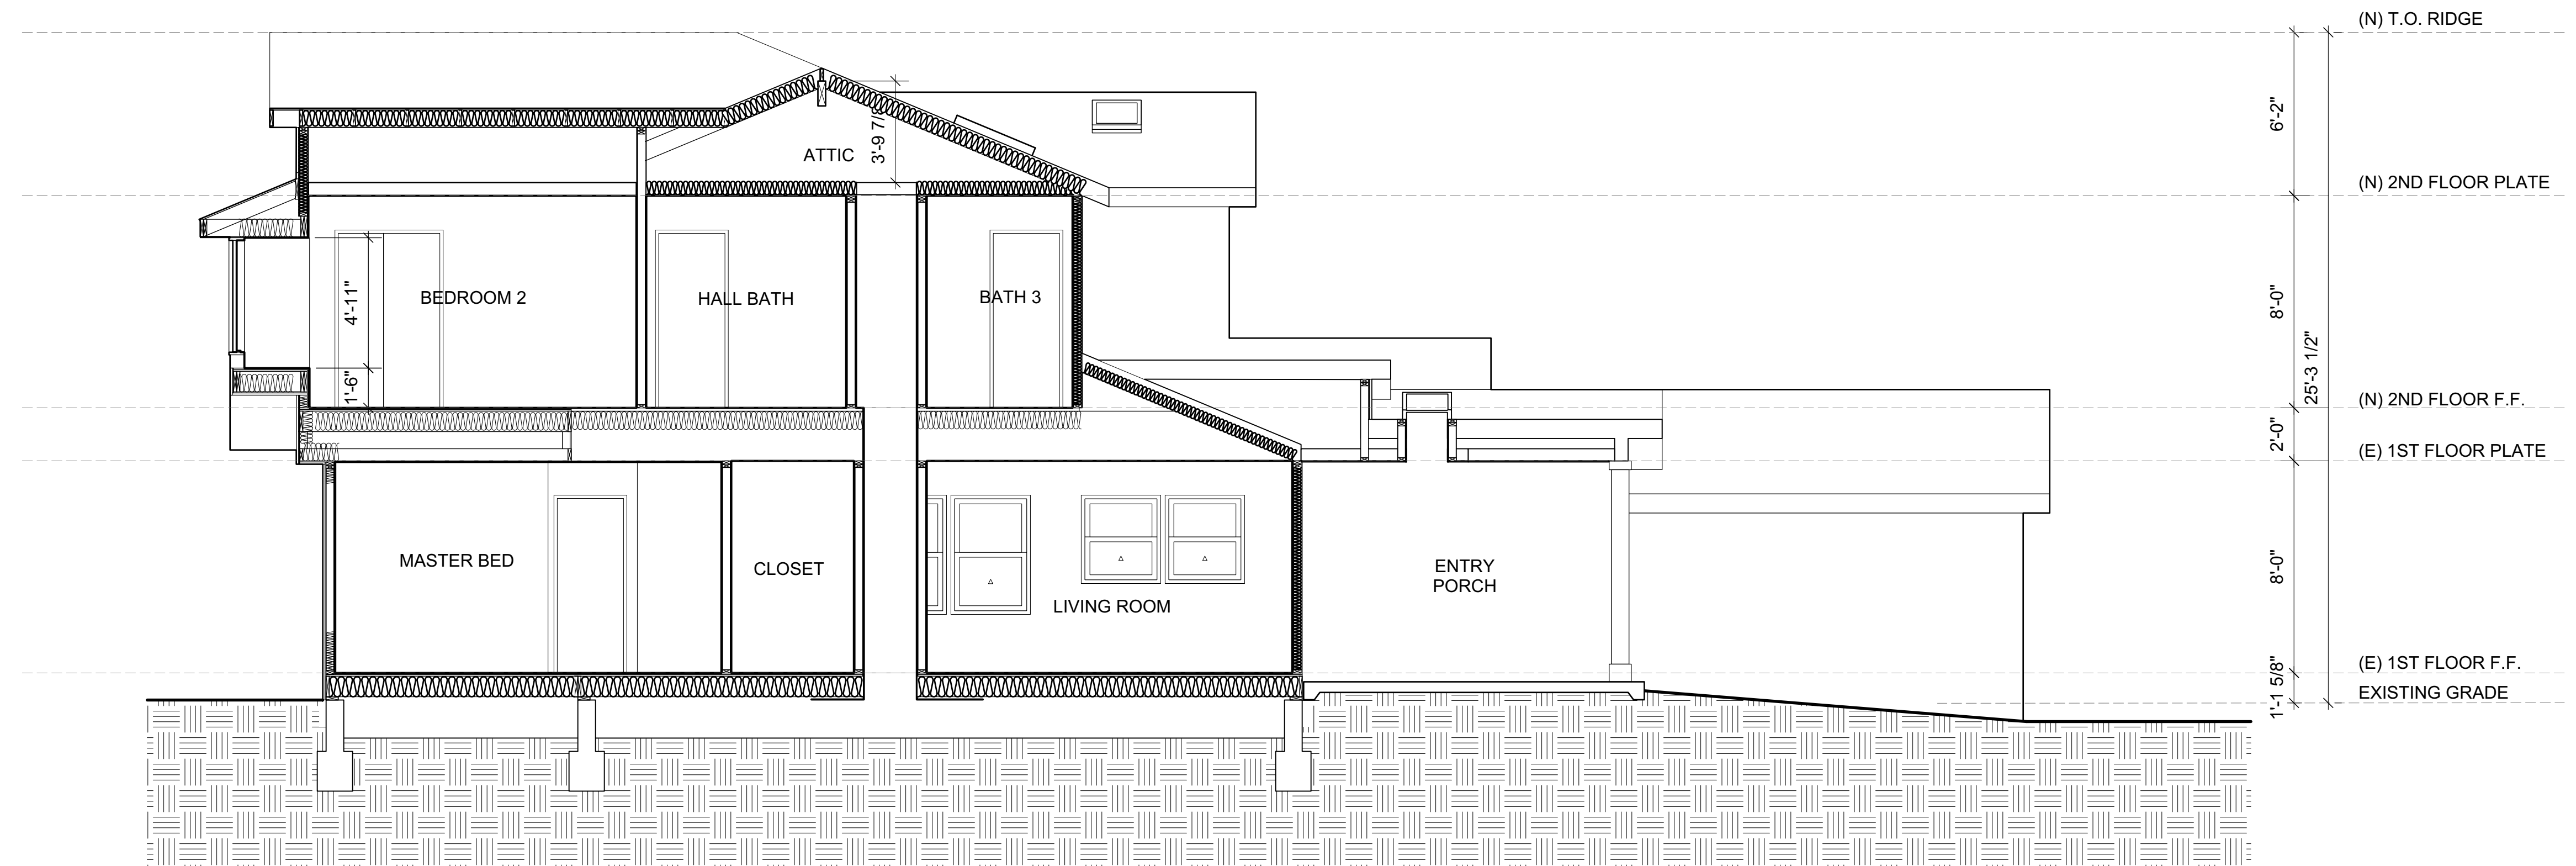 (N) T.O. RIDGE
6'-2"
3'-9 7/8"
ATTIC
(N) 2ND FLOOR PLATE
4'-11"
BEDROOM 2
HALL BATH
BATH 3
8'-0"
25'-3 1/2"
1'-6"
(N) 2ND FLOOR F.F.
2'-0"
(E) 1ST FLOOR PLATE
MASTER BED
CLOSET
LIVING ROOM
ENTRY
PORCH
8'-0"
(E) 1ST FLOOR F.F.
1'-1 5/8"
EXISTING GRADE